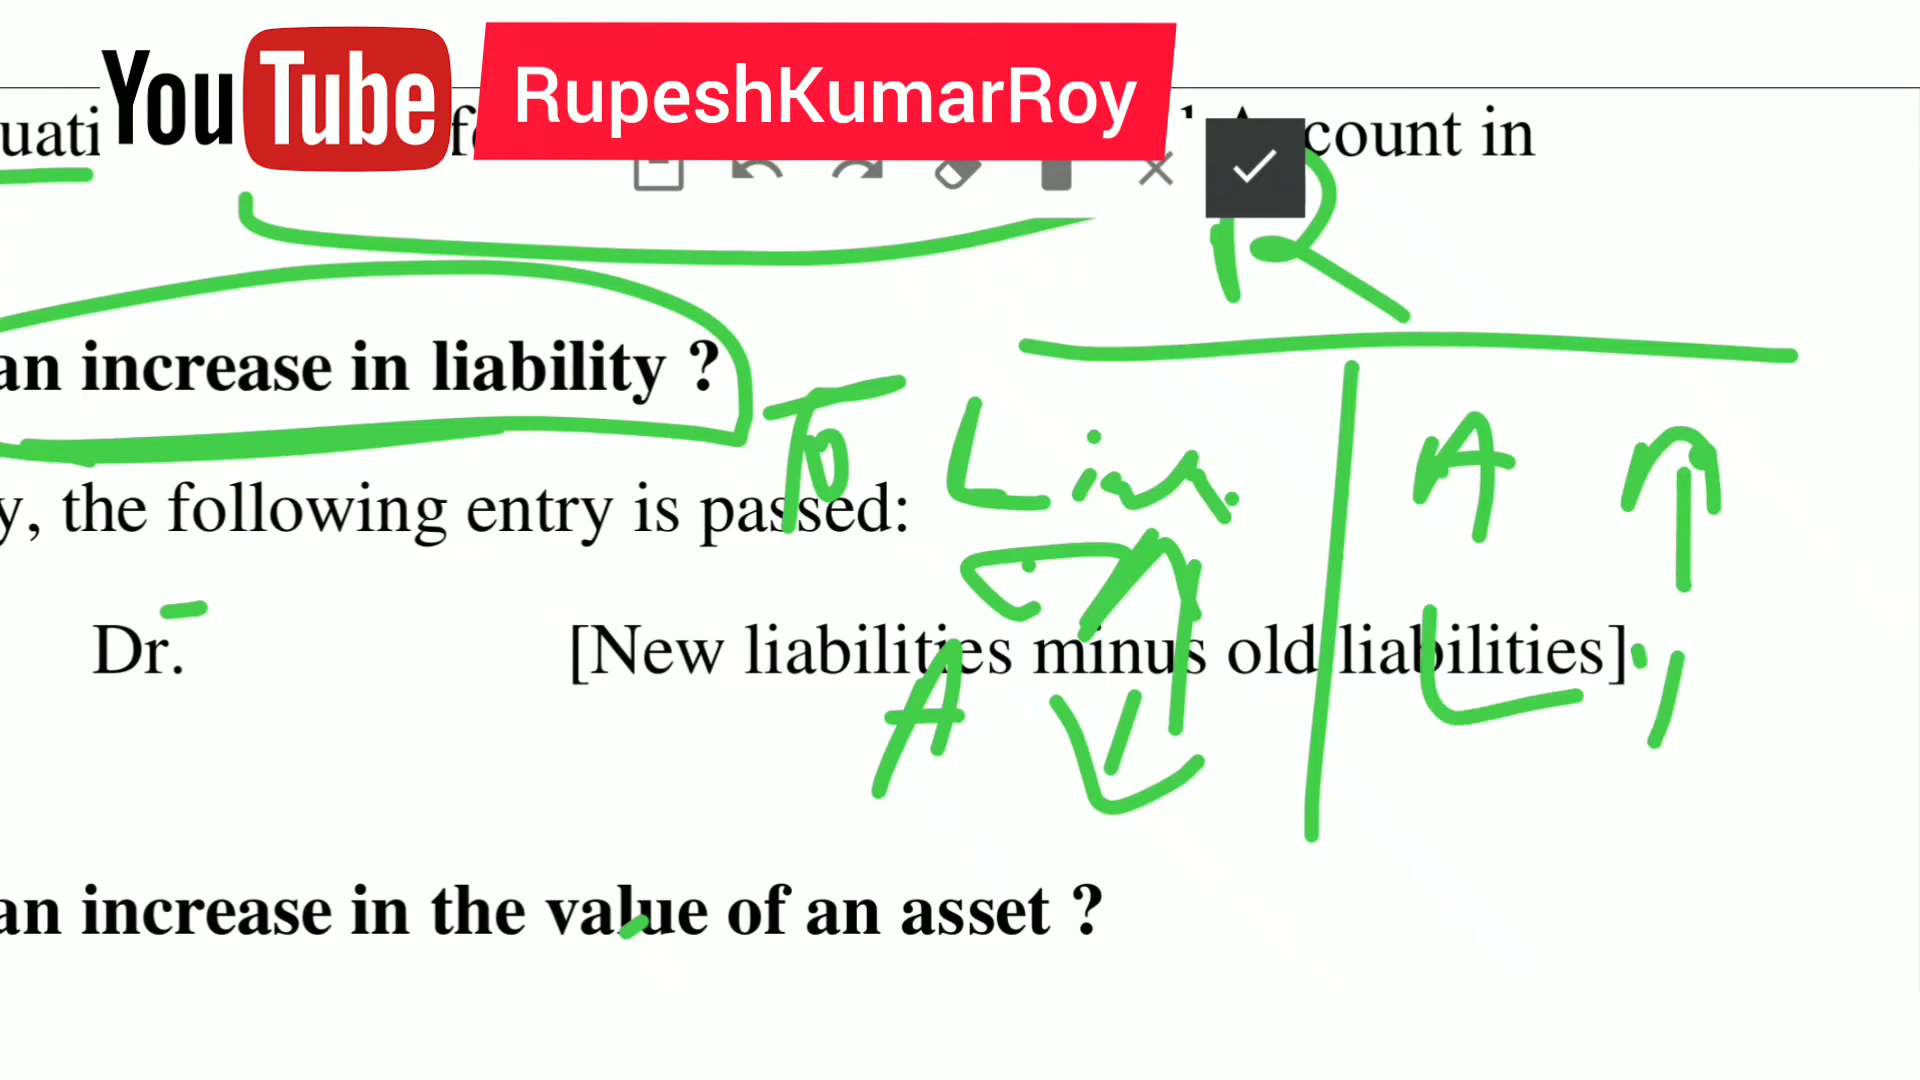 YouTube RupeshKumarRoy
uati count in
R
an increase in liability ?
To A
y, the following entry is passed:
Dr. [New liabilities minus old liabilities]
A L
an increase in the value of an asset ?